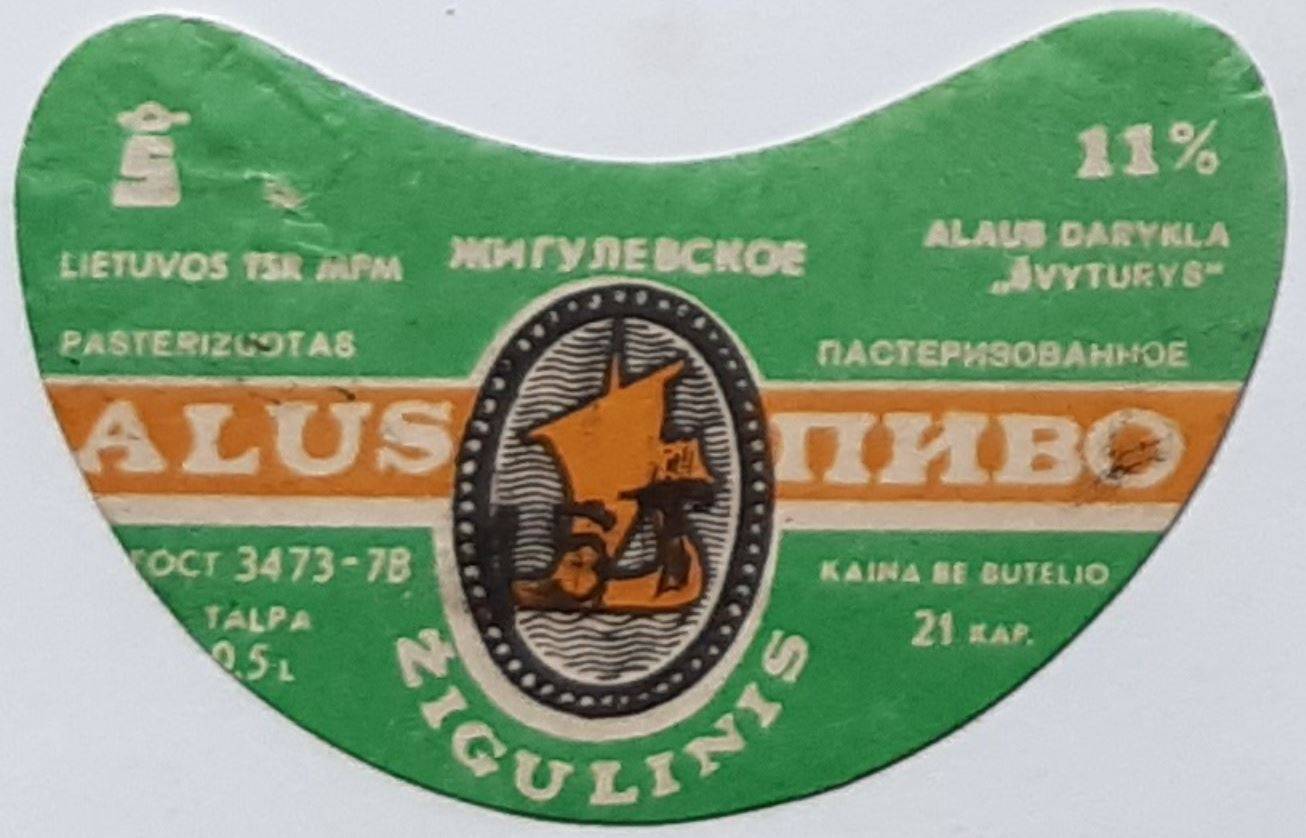 Š
LIETUVOS TSR MPM
PASTERIZUOTAS
ЖИГУЛЕВСКОЕ
11%
ALAUS DARYKLA
„ŠVYTURYS“
ПАСТЕРИЗОВАННОЕ
ALUS
ПИВО
ГОСТ 3473-78
TALPA
0.5 L
KAINA BE BUTELIO
21 КАР.
ŽIGULINIS